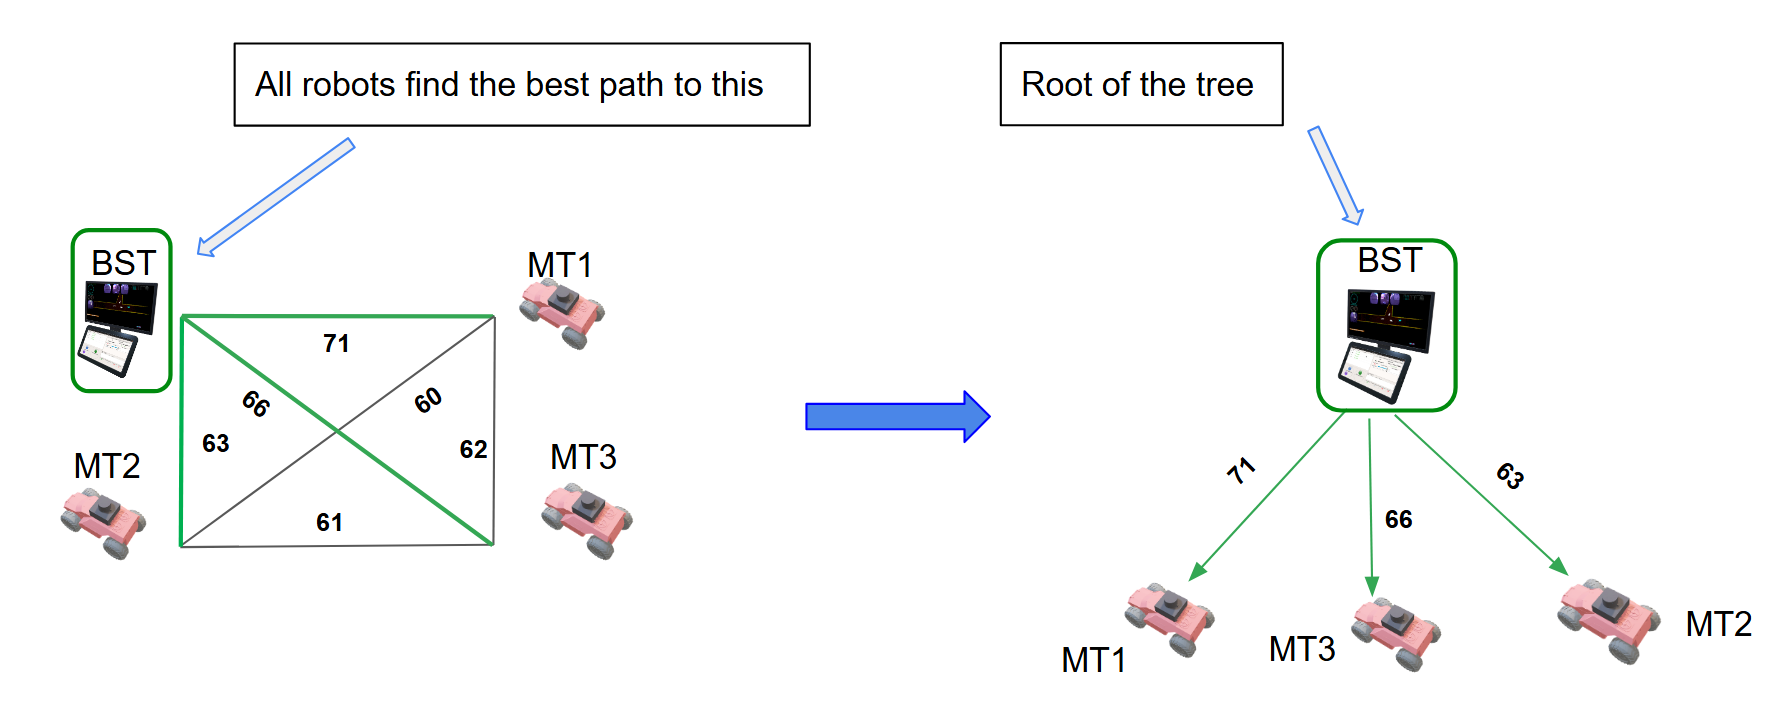 All robots find the best path to this
Root of the tree
BST
MT1
71
66
60
63
62
MT2
MT3
61
BST
71
63
66
MT1
MT3
MT2